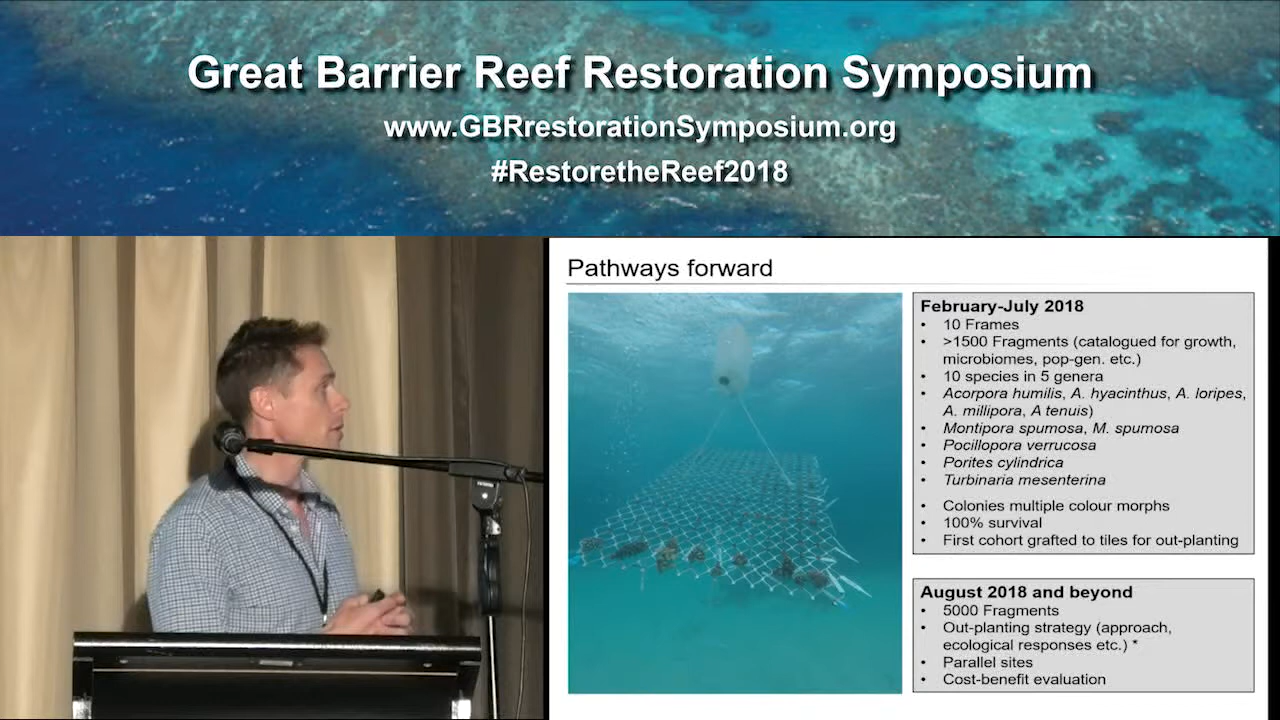 Great Barrier Reef Restoration Symposium
www.GBRrestorationSymposium.org
#RestoretheReef2018
Pathways forward
February-July 2018
• 10 Frames
• >1500 Fragments (catalogued for growth,
microbiomes, pop-gen. etc.)
• 10 species in 5 genera
• Acorpora humilis, A. hyacinthus, A. loripes,
A. millipora, A tenuis)
• Montipora spumosa, M. spumosa
• Pocillopora verrucosa
• Porites cylindrica
• Turbinaria mesenterina
• Colonies multiple colour morphs
• 100% survival
• First cohort grafted to tiles for out-planting
August 2018 and beyond
• 5000 Fragments
• Out-planting strategy (approach,
ecological responses etc.) *
• Parallel sites
• Cost-benefit evaluation